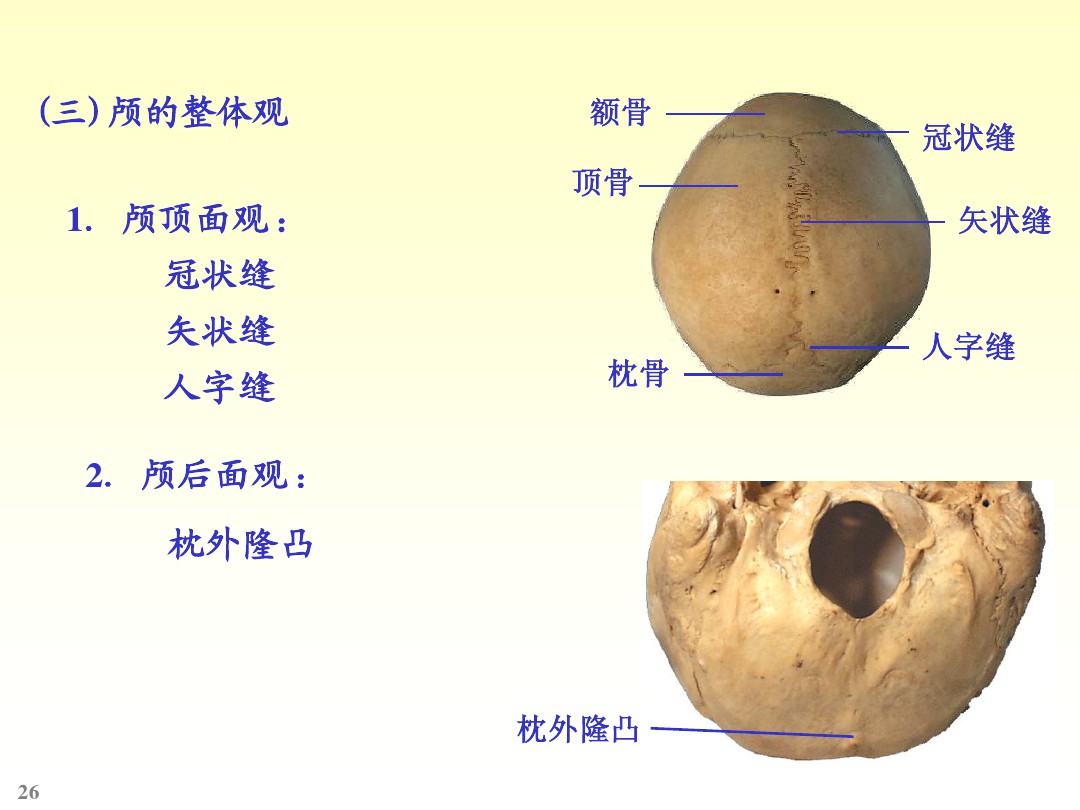 (三)颅的整体观
1. 颅顶面观：
冠状缝
矢状缝
人字缝
2. 颅后面观：
枕外隆凸
额骨
冠状缝
顶骨
矢状缝
人字缝
枕骨
枕外隆凸
26